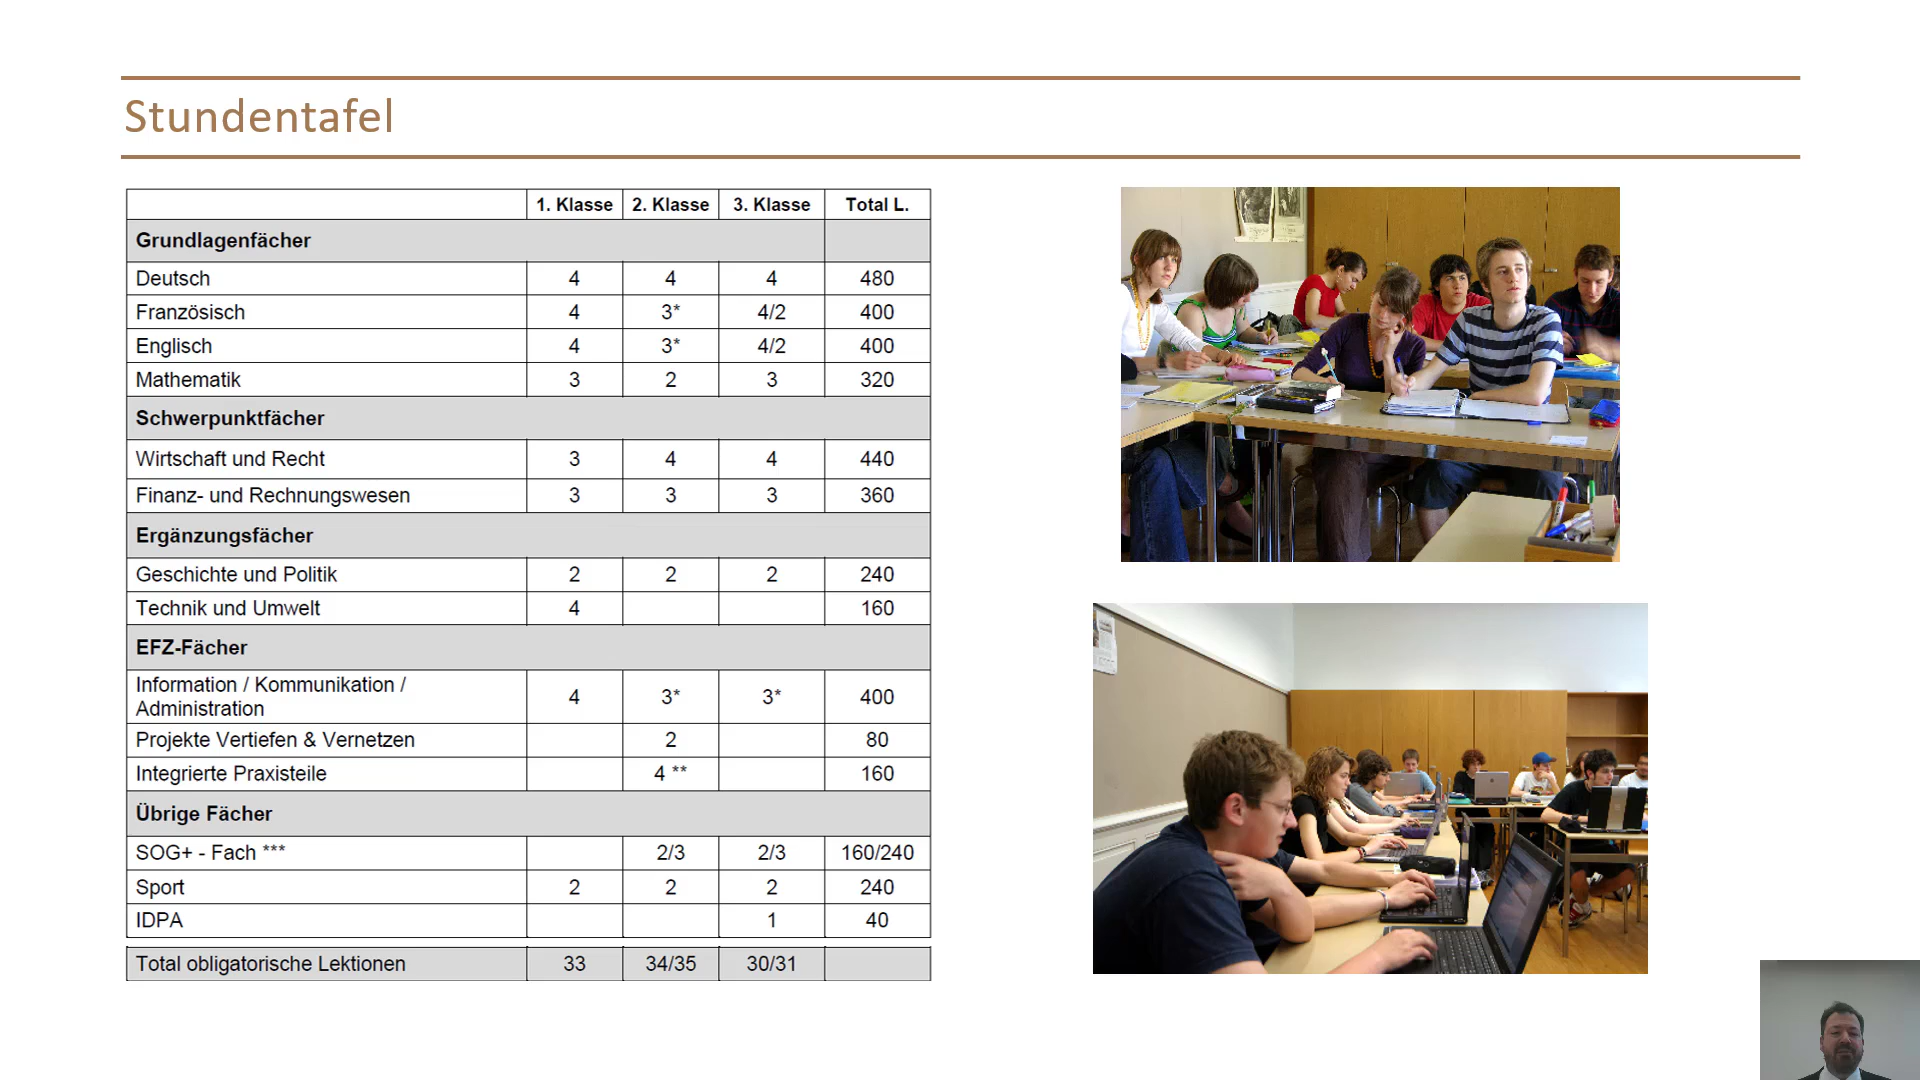 Stundentafel
1. Klasse 2. Klasse 3. Klasse Total L.
Grundlagenfächer
Deutsch 4 4 4 480
Französisch 4 3* 4/2 400
Englisch 4 3* 4/2 400
Mathematik 3 2 3 320
Schwerpunktfächer
Wirtschaft und Recht 3 4 4 440
Finanz- und Rechnungswesen 3 3 3 360
Ergänzungsfächer
Geschichte und Politik 2 2 2 240
Technik und Umwelt 4 160
EFZ-Fächer
Information / Kommunikation /
Administration 4 3* 3* 400
Projekte Vertiefen & Vernetzen 2 80
Integrierte Praxisteile 4 ** 160
Übrige Fächer
SOG+ - Fach *** 2/3 2/3 160/240
Sport 2 2 2 240
IDPA 1 40
Total obligatorische Lektionen 33 34/35 30/31